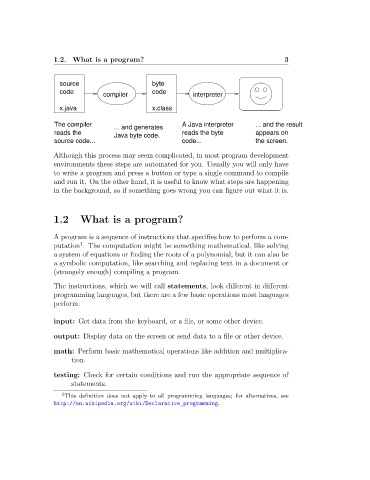 1.2. What is a program? 3
source
code
x.java
compiler
byte
code
x.class
interpreter
The compiler
reads the
source code...
... and generates
Java byte code.
A Java interpreter
reads the byte
code...
... and the result
appears on
the screen.
Although this process may seem complicated, in most program development
environments these steps are automated for you. Usually you will only have
to write a program and press a button or type a single command to compile
and run it. On the other hand, it is useful to know what steps are happening
in the background, so if something goes wrong you can figure out what it is.
1.2 What is a program?
A program is a sequence of instructions that specifies how to perform a com-
putation¹. The computation might be something mathematical, like solving
a system of equations or finding the roots of a polynomial, but it can also be
a symbolic computation, like searching and replacing text in a document or
(strangely enough) compiling a program.
The instructions, which we will call statements, look different in different
programming languages, but there are a few basic operations most languages
perform:
input: Get data from the keyboard, or a file, or some other device.
output: Display data on the screen or send data to a file or other device.
math: Perform basic mathematical operations like addition and multiplica-
tion.
testing: Check for certain conditions and run the appropriate sequence of
statements.
¹This definition does not apply to all programming languages; for alternatives, see
http://en.wikipedia.org/wiki/Declarative_programming.